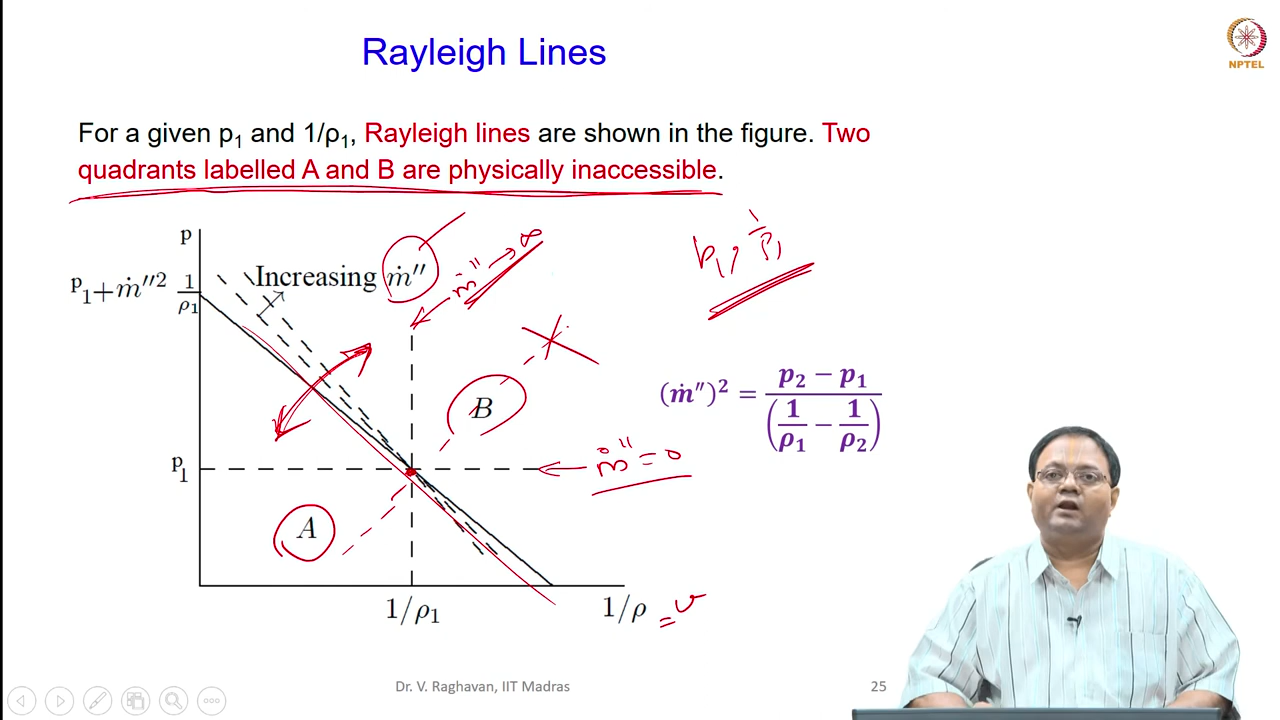 Rayleigh Lines
NPTEL
For a given p₁ and 1/ρ₁, Rayleigh lines are shown in the figure. Two
quadrants labelled A and B are physically inaccessible.
p
p₁+ṁ″² 1/ρ₁
Increasing ṁ″
ṁ″ → ∞
p₁, 1/ρ₁
B
(ṁ″)² = (p₂ − p₁)/(1/ρ₁ − 1/ρ₂)
p₁
ṁ″ = 0
A
1/ρ₁
1/ρ = v
Dr. V. Raghavan, IIT Madras
25